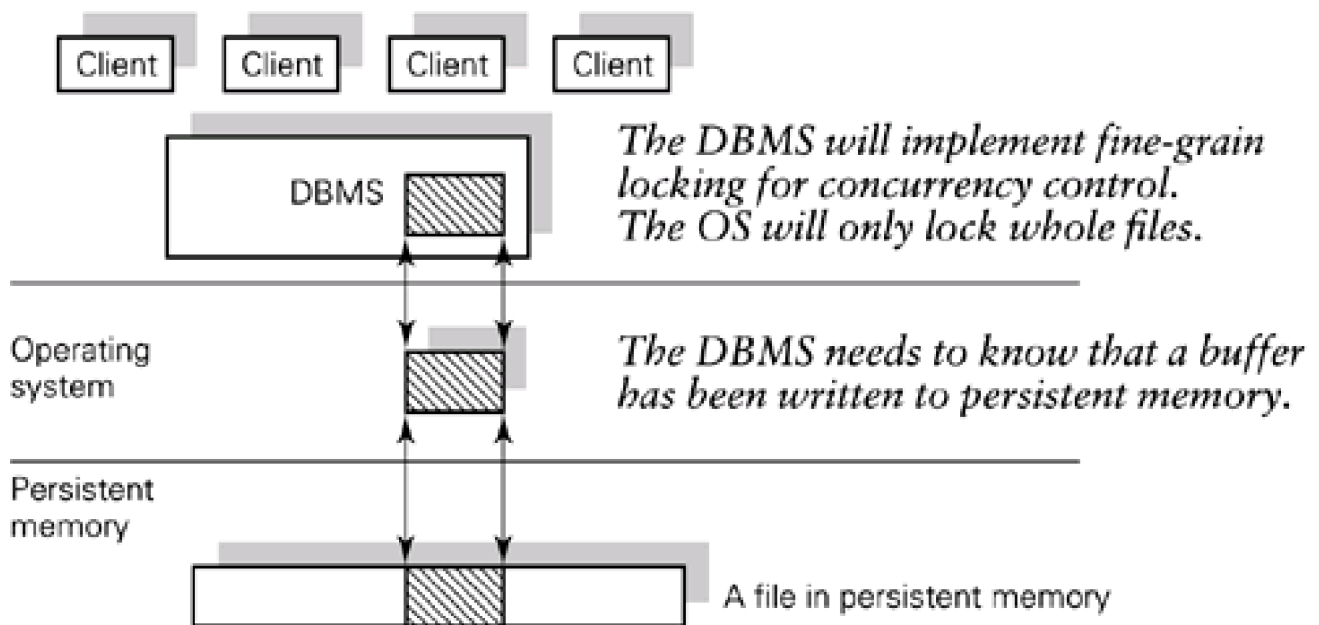 Client
Client
Client
Client
DBMS
The DBMS will implement fine-grain
locking for concurrency control.
The OS will only lock whole files.
Operating
system
The DBMS needs to know that a buffer
has been written to persistent memory.
Persistent
memory
A file in persistent memory